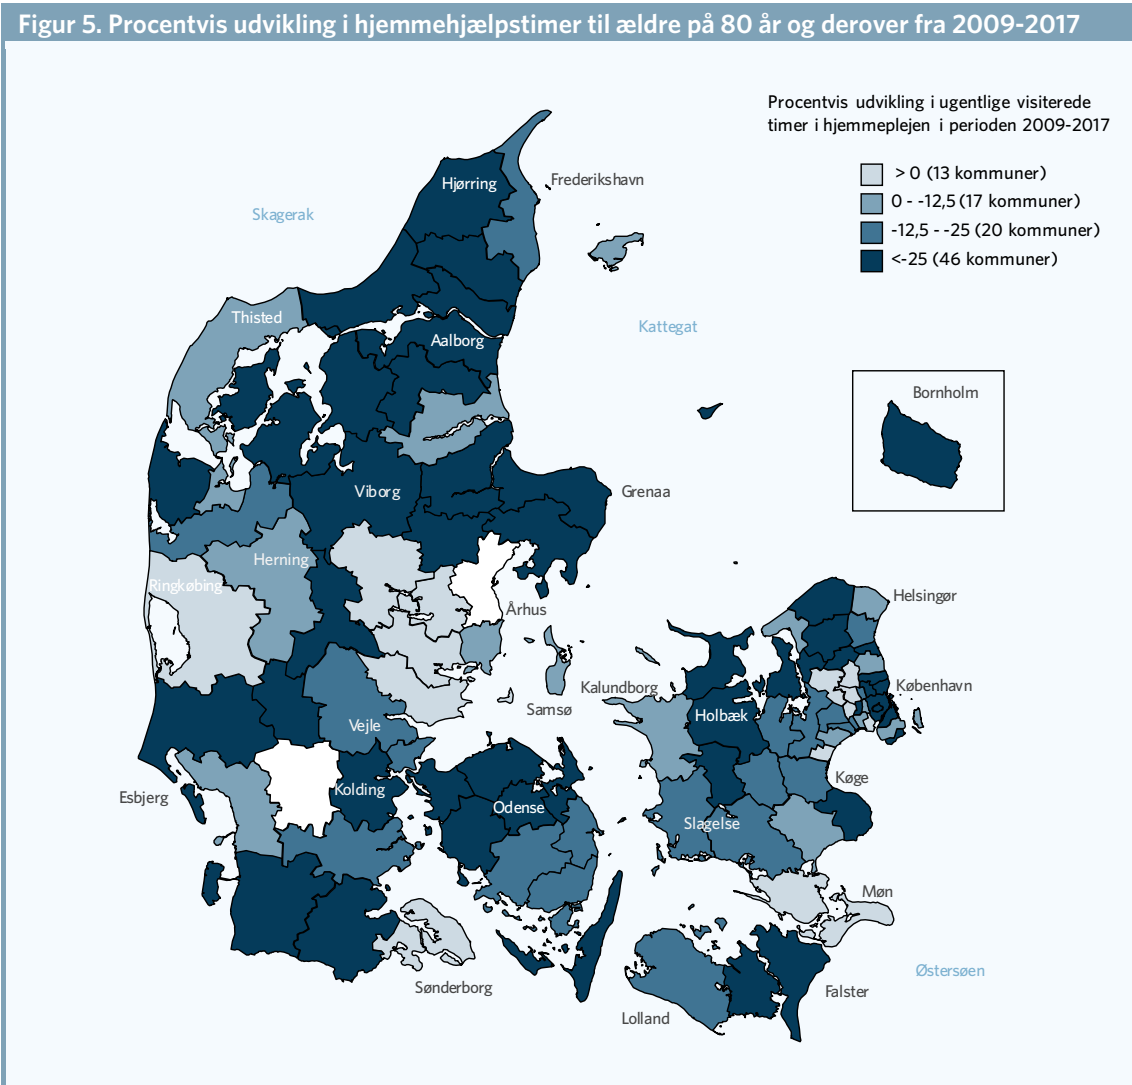 Figur 5. Procentvis udvikling i hjemmehjælpstimer til ældre på 80 år og derover fra 2009-2017
Procentvis udvikling i ugentlige visiterede
timer i hjemmeplejen i perioden 2009-2017
> 0 (13 kommuner)
0 - -12,5 (17 kommuner)
-12,5 - -25 (20 kommuner)
<-25 (46 kommuner)
Hjørring
Frederikshavn
Skagerak
Thisted
Kattegat
Aalborg
Bornholm
Viborg
Grenaa
Herning
Ringkøbing
Århus
Helsingør
Kalundborg
København
Samsø
Holbæk
Vejle
Køge
Esbjerg
Kolding
Odense
Slagelse
Møn
Østersøen
Sønderborg
Falster
Lolland